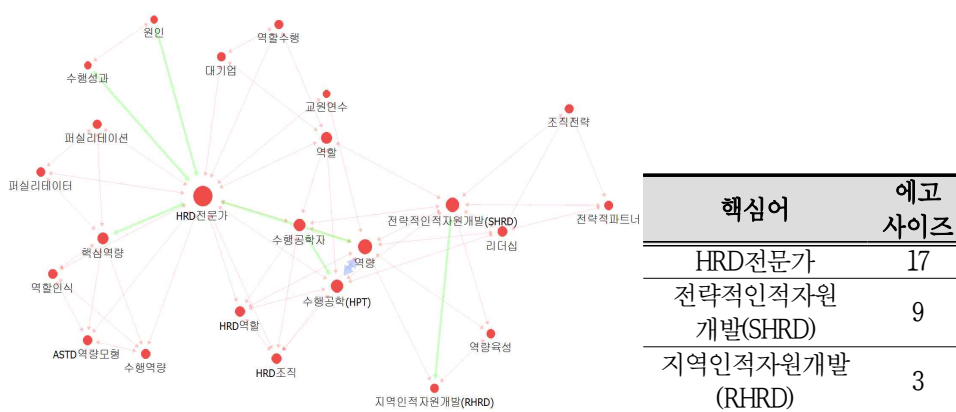 원인
역할수행
대기업
수행성과
교원연수
조직전략
퍼실리테이션
역할
퍼실리테이터
HRD전문가
전략적인적자원개발(SHRD)
전략적파트너
수행공학자
리더십
핵심역량
역량
역할인식
수행공학(HPT)
HRD역할
역량육성
ASTD역량모형
수행역량
HRD조직
지역인적자원개발(RHRD)
핵심어 에고
사이즈
HRD전문가 17
전략적인적자원
개발(SHRD) 9
지역인적자원개발
(RHRD) 3